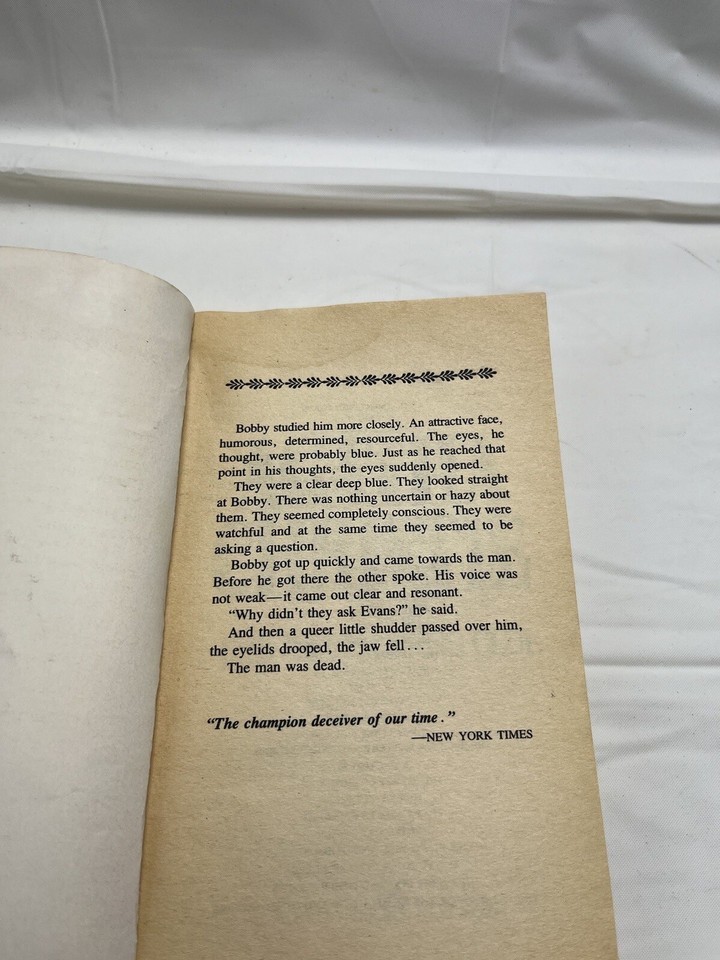 Bobby studied him more closely. An attractive face,
humorous, determined, resourceful. The eyes, he
thought, were probably blue. Just as he reached that
point in his thoughts, the eyes suddenly opened.
They were a clear deep blue. They looked straight
at Bobby. There was nothing uncertain or hazy about
them. They seemed completely conscious. They were
watchful and at the same time they seemed to be
asking a question.
Bobby got up quickly and came towards the man.
Before he got there the other spoke. His voice was
not weak—it came out clear and resonant.
“Why didn’t they ask Evans?” he said.
And then a queer little shudder passed over him,
the eyelids drooped, the jaw fell . . .
The man was dead.
“The champion deceiver of our time.”
—NEW YORK TIMES